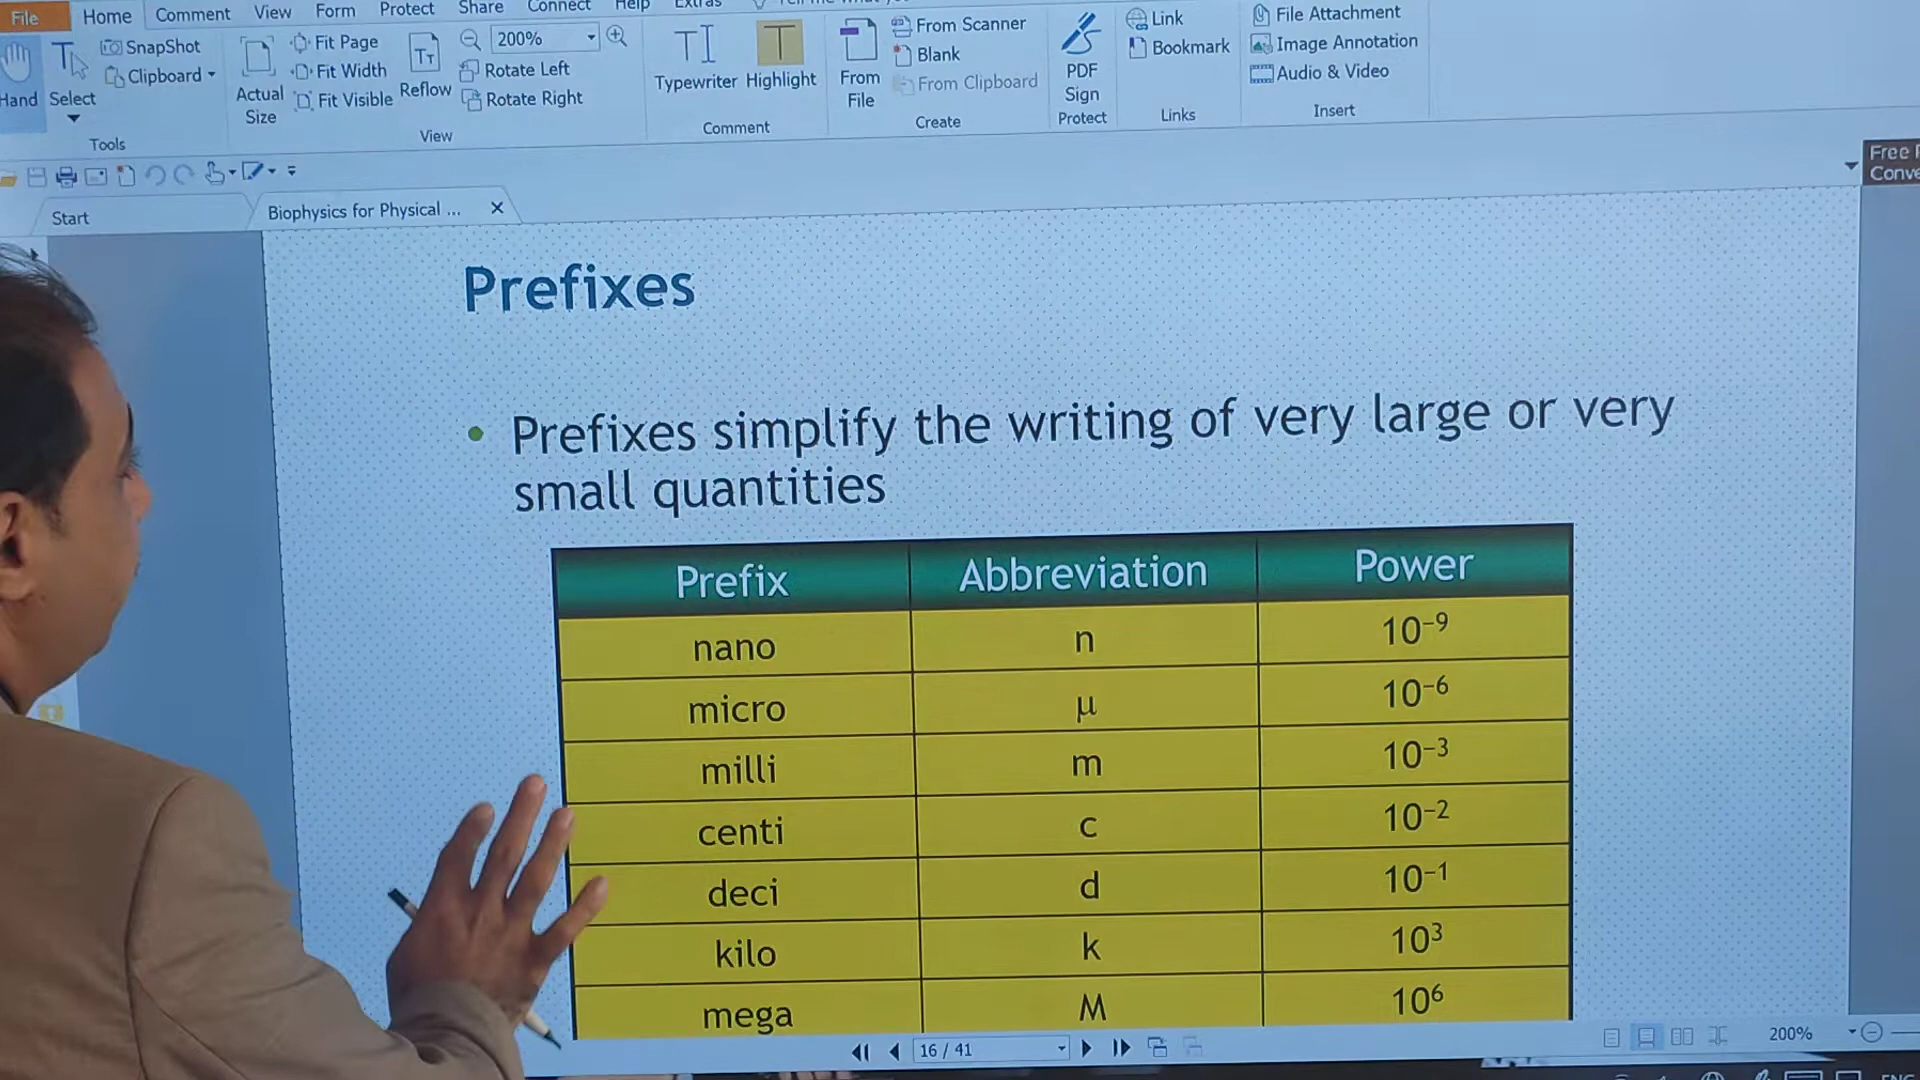 File Home Comment View Form Protect Share Connect Help Extras
Hand
Select
SnapShot
Clipboard
Tools
Actual Size
Fit Page
Fit Width
Fit Visible
Reflow
200%
Rotate Left
Rotate Right
View
Typewriter
Highlight
Comment
From File
From Scanner
Blank
From Clipboard
Create
PDF Sign
Protect
Link
Bookmark
Links
File Attachment
Image Annotation
Audio & Video
Insert
Free
Start
Biophysics for Physical ...
Prefixes
• Prefixes simplify the writing of very large or very
small quantities
Prefix Abbreviation Power
nano n 10⁻⁹
micro μ 10⁻⁶
milli m 10⁻³
centi c 10⁻²
deci d 10⁻¹
kilo k 10³
mega M 10⁶
16 / 41
200%